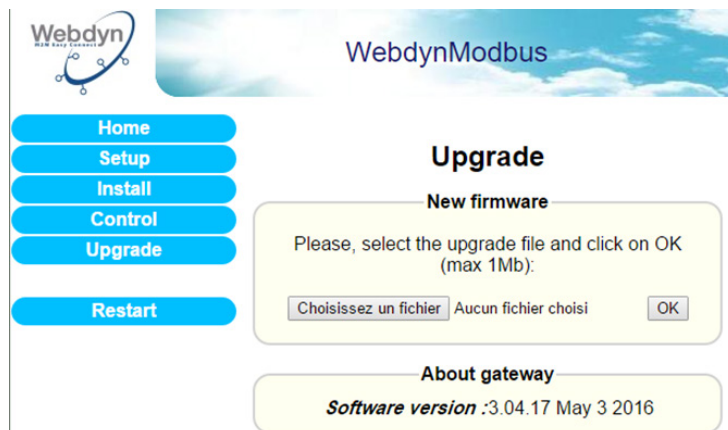 Webdyn
M2M Easy Connect
WebdynModbus
Home
Setup
Install
Control
Upgrade
Restart
Upgrade
New firmware
Please, select the upgrade file and click on OK
(max 1Mb):
Choisissez un fichier Aucun fichier choisi OK
About gateway
Software version :3.04.17 May 3 2016